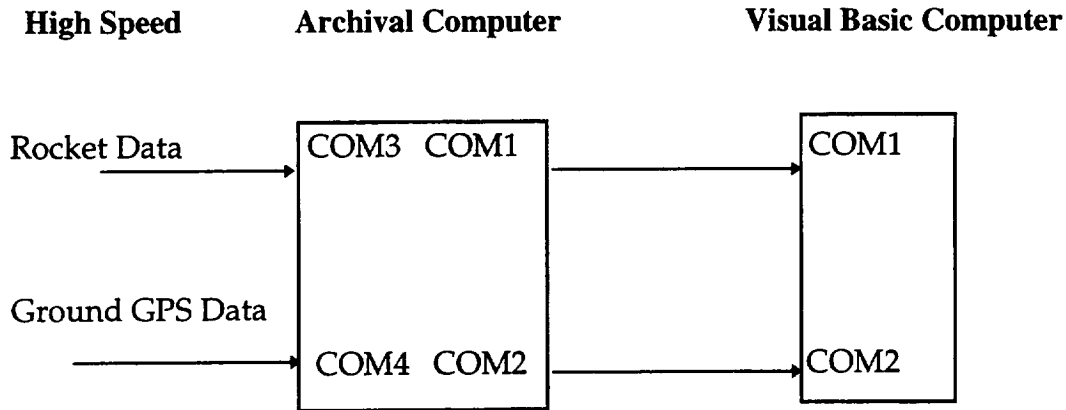 High Speed Archival Computer Visual Basic Computer
Rocket Data COM3 COM1 COM1
Ground GPS Data
COM4 COM2 COM2